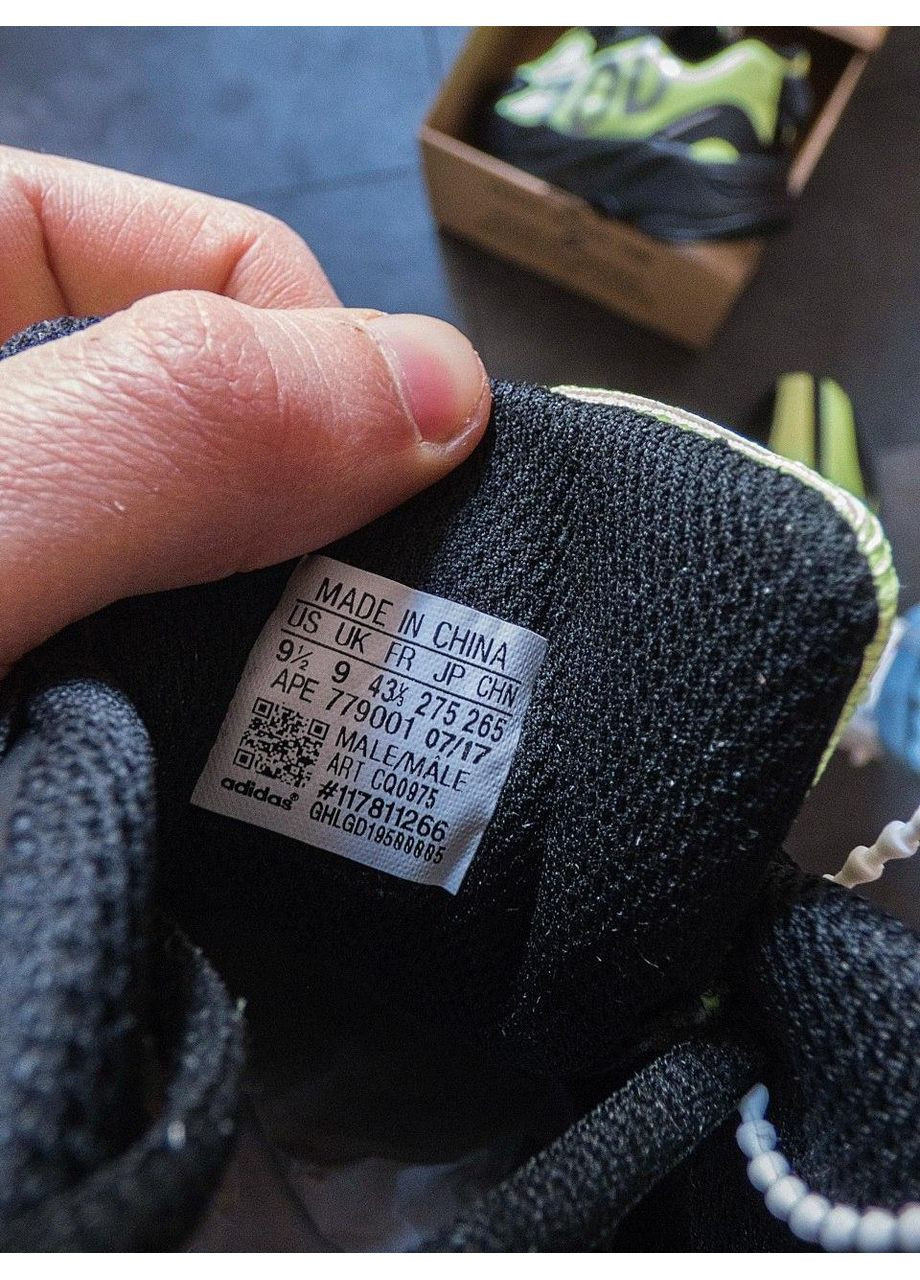 MADE IN CHINA
US UK FR JP CHN
9½ 9 43⅓ 275 265
APE 779001 07/17
MALE/MÂLE
ART CQ0975
#117811266
adidas®